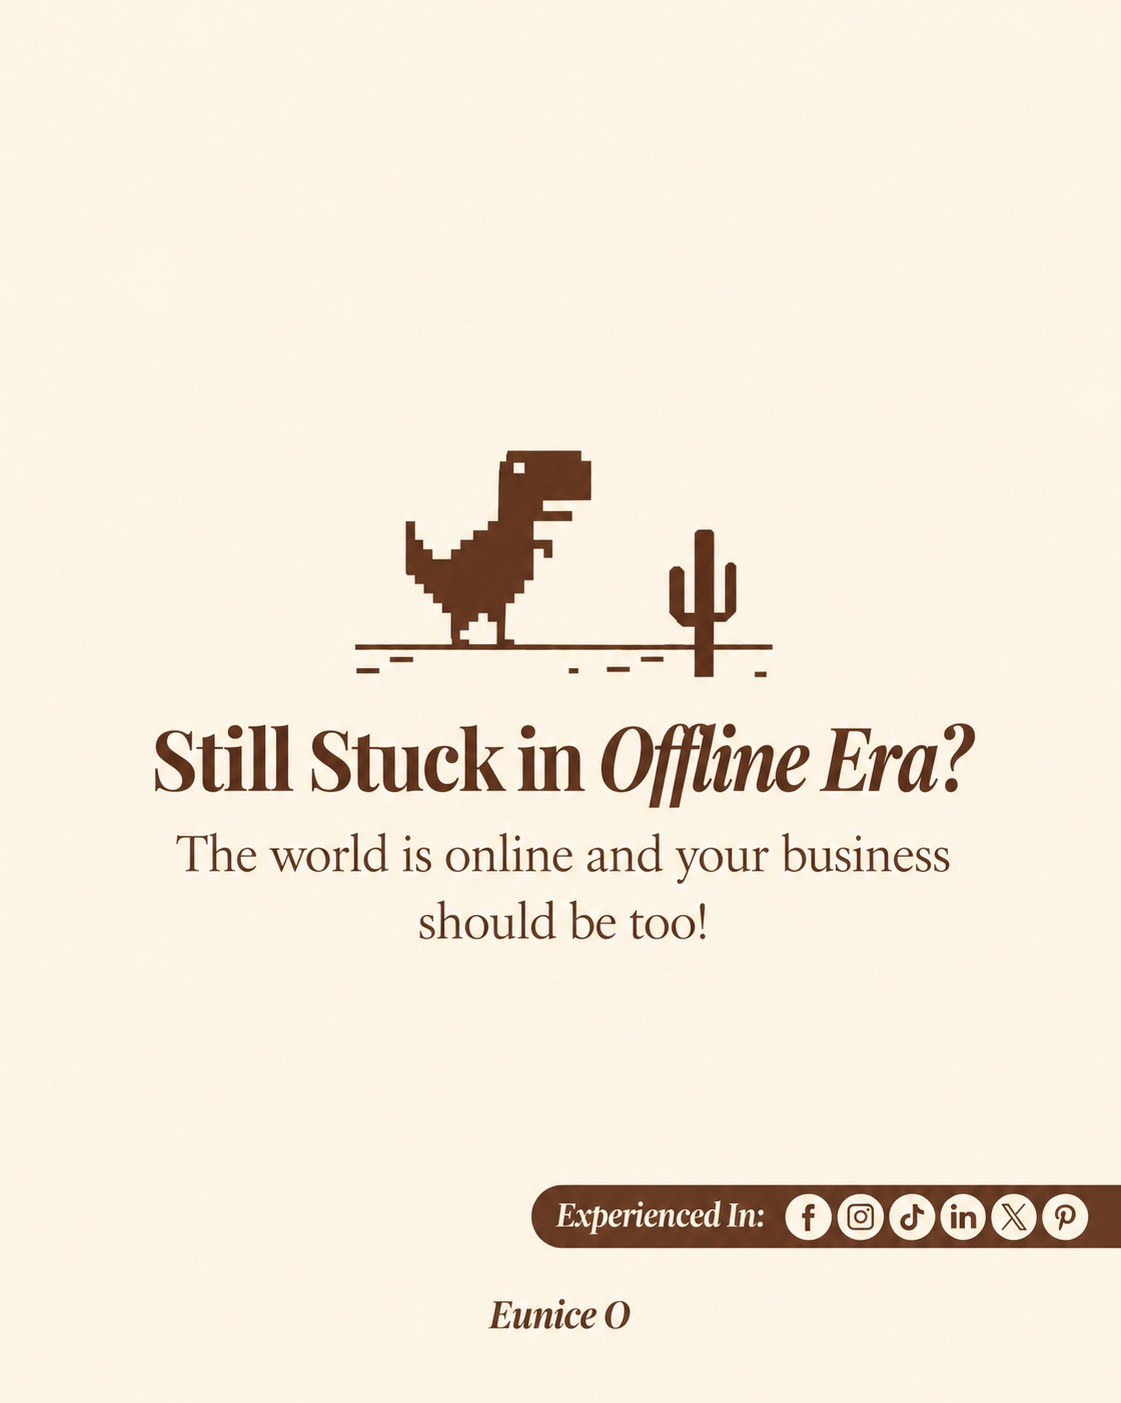 Still Stuck in Offline Era?
The world is online and your business
should be too!
Experienced In:
Eunice O